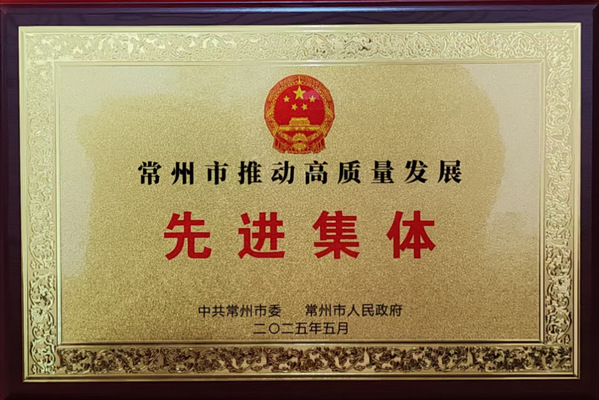 常州市推动高质量发展
先进集体
中共常州市委 常州市人民政府
二〇二五年五月